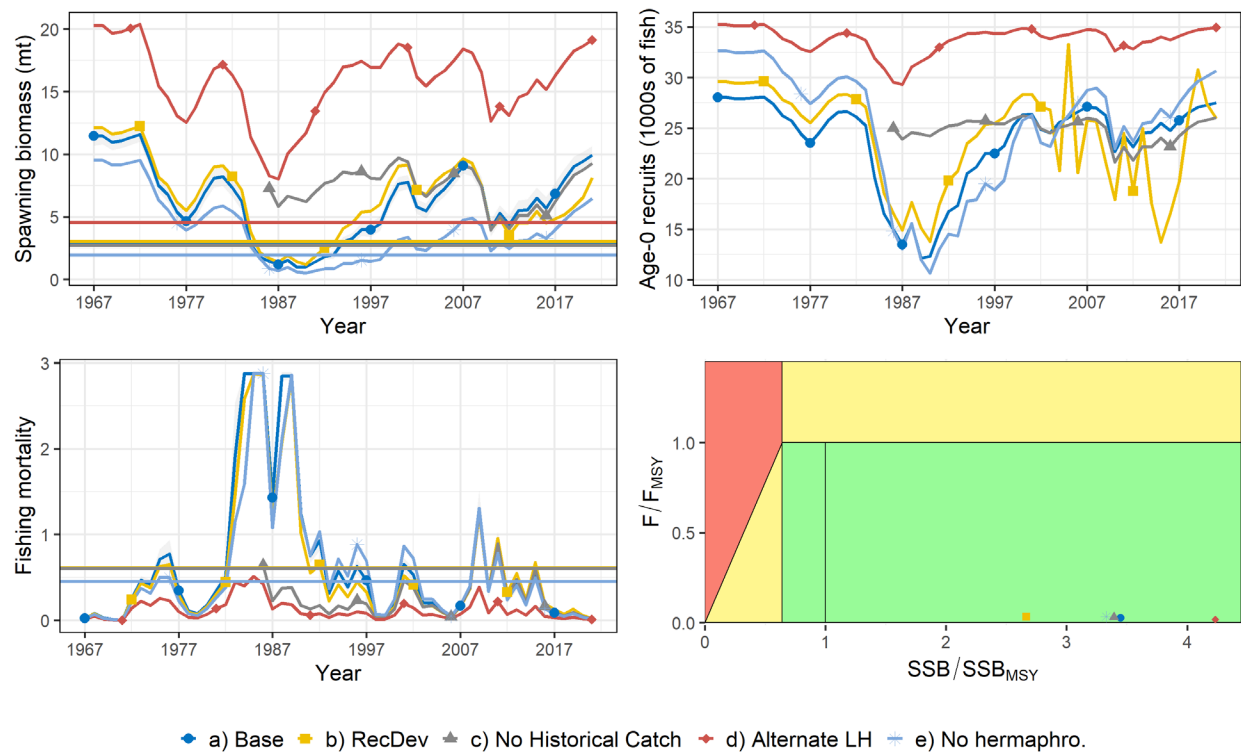 Spawning biomass (mt)
20
15
10
5
0
1967 1977 1987 1997 2007 2017
Year
Age-0 recruits (1000s of fish)
35
30
25
20
15
10
1967 1977 1987 1997 2007 2017
Year
Fishing mortality
3
2
1
0
1967 1977 1987 1997 2007 2017
Year
F/FMSY
1.0
0.5
0.0
0 1 2 3 4
SSB/SSBMSY
a) Base b) RecDev c) No Historical Catch d) Alternate LH e) No hermaphro.